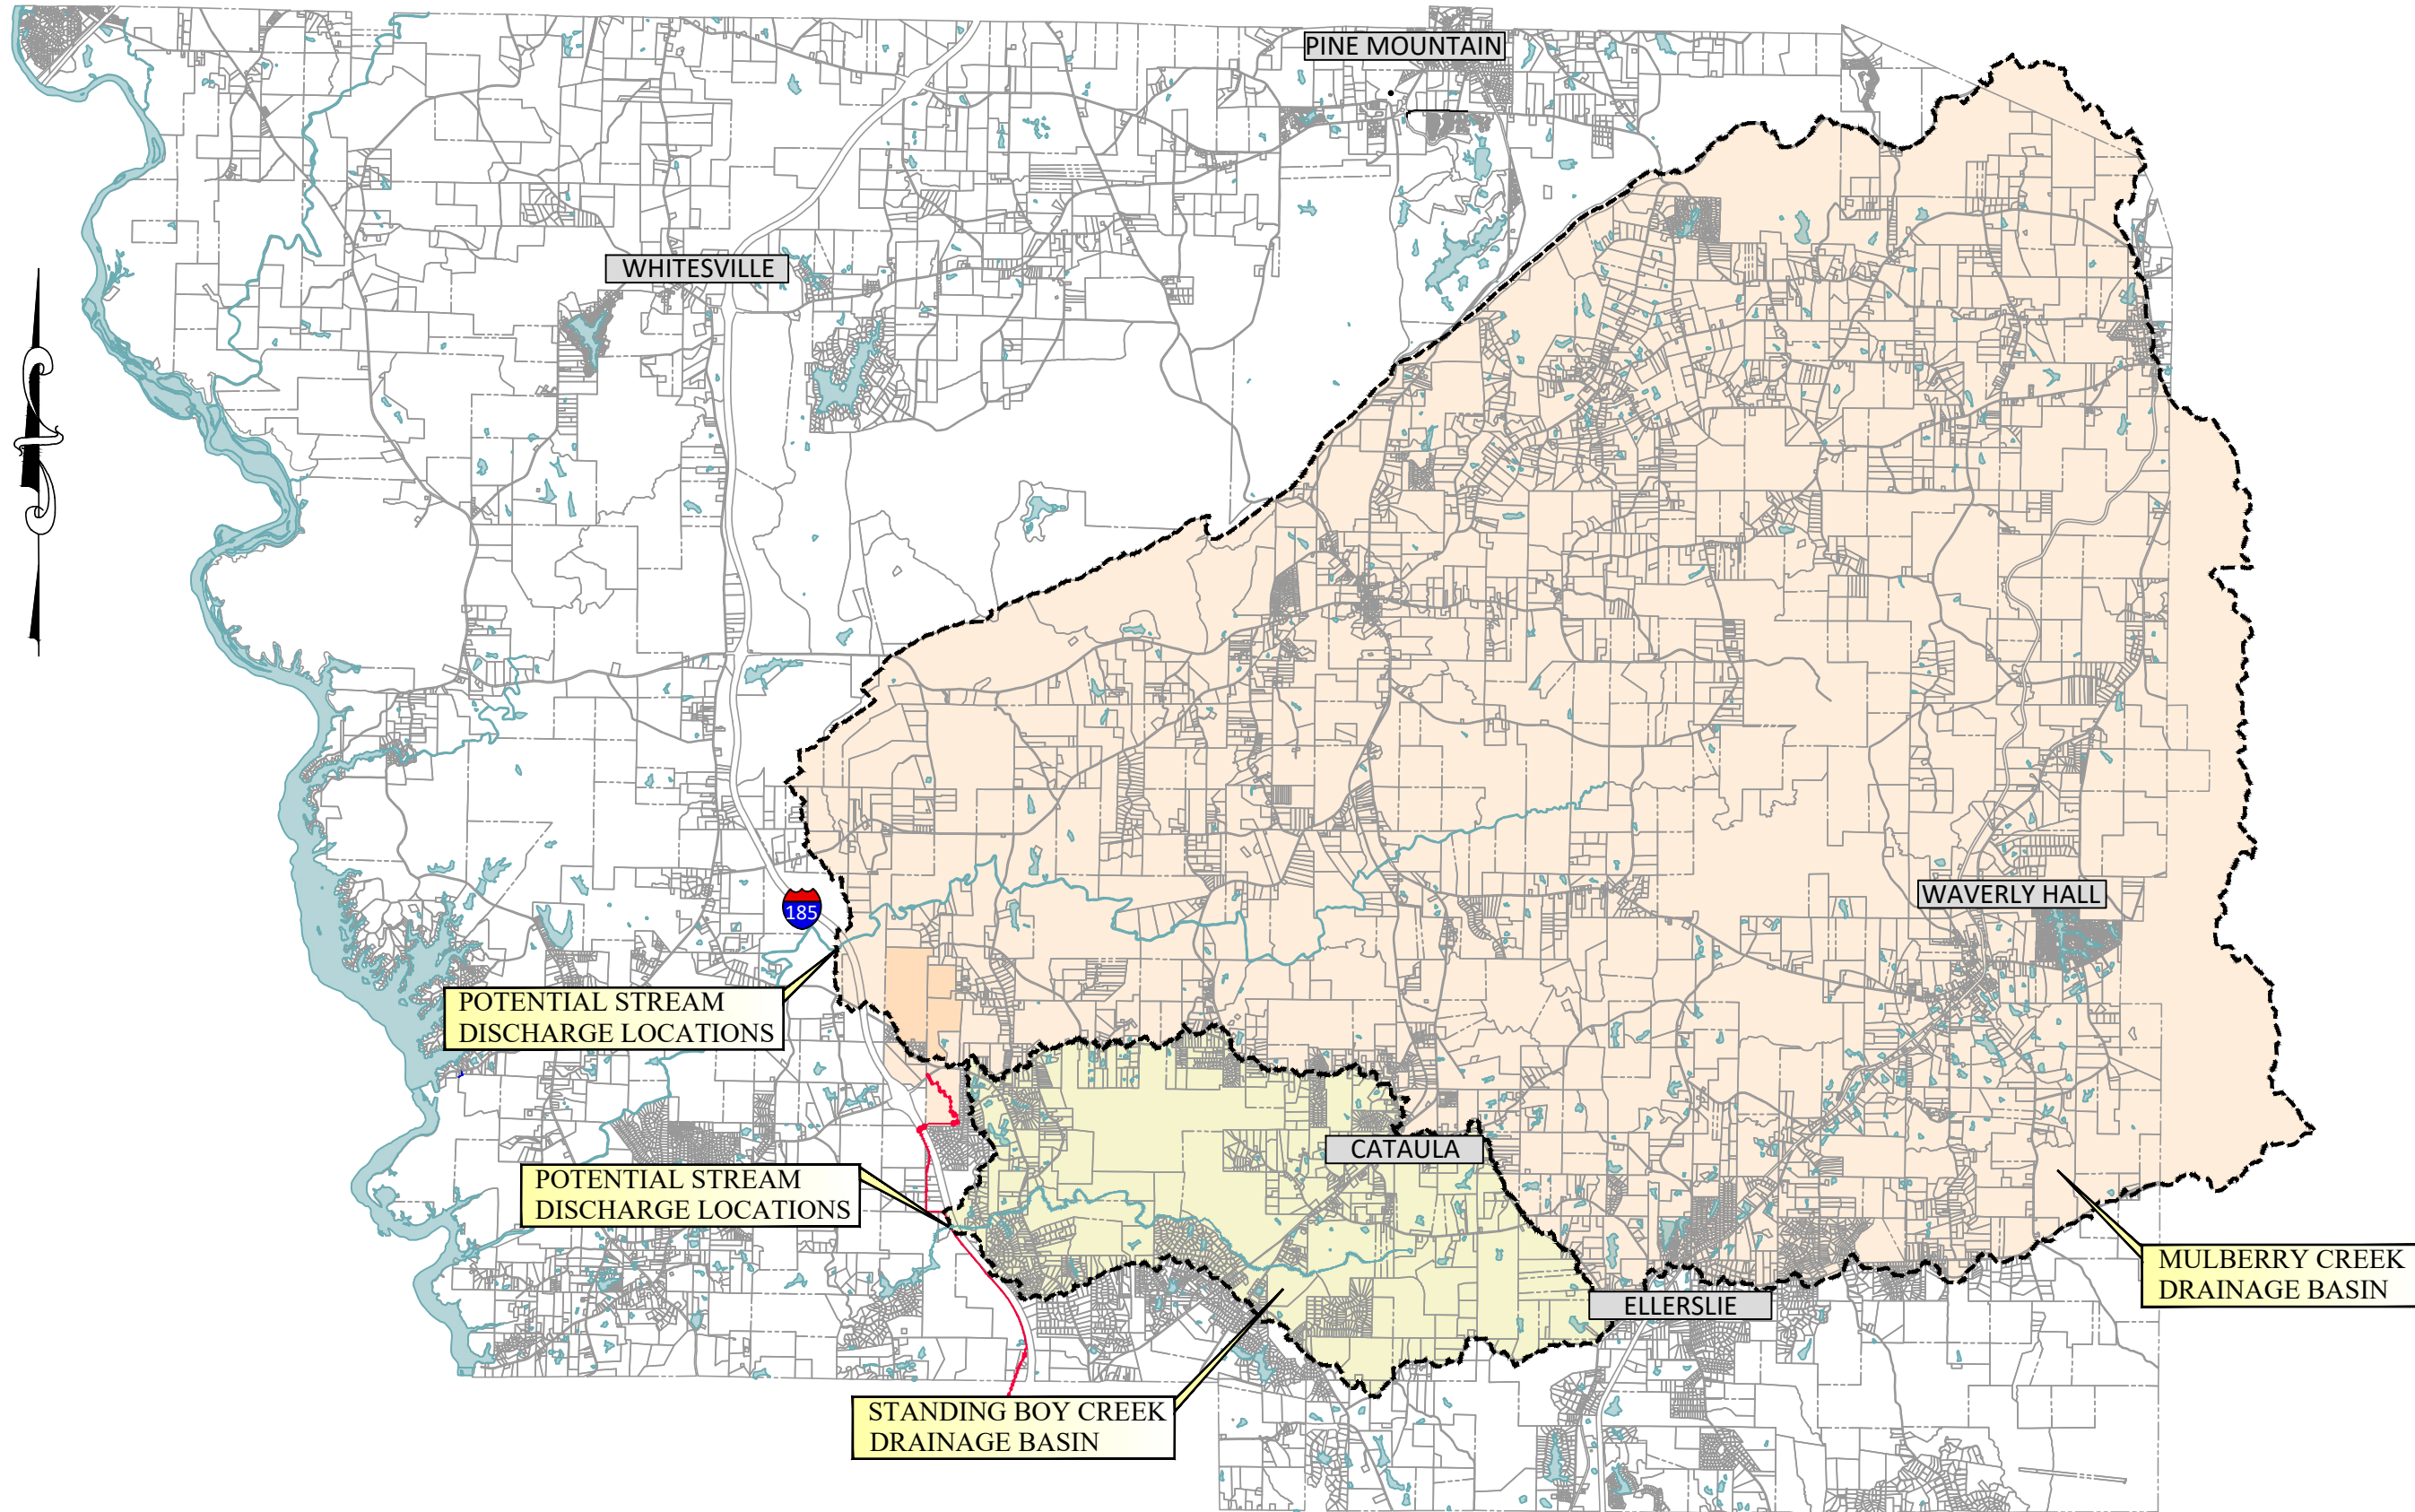 PINE MOUNTAIN
WHITESVILLE
WAVERLY HALL
185
POTENTIAL STREAM
DISCHARGE LOCATIONS
CATAULA
POTENTIAL STREAM
DISCHARGE LOCATIONS
MULBERRY CREEK
DRAINAGE BASIN
ELLERSLIE
STANDING BOY CREEK
DRAINAGE BASIN